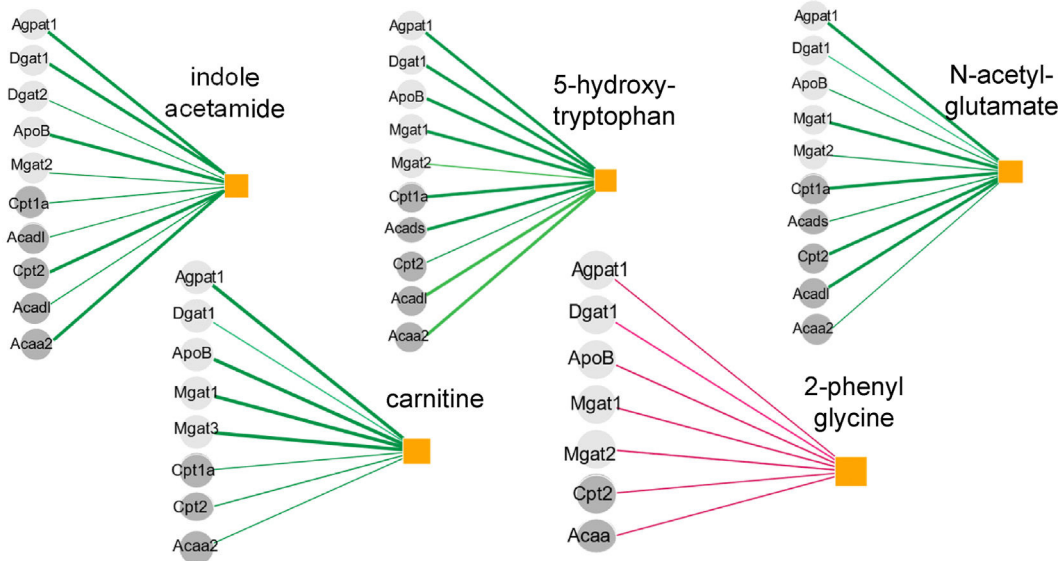 Agpat1
Dgat1
Dgat2
ApoB
Mgat2
Cpt1a
Acadl
Cpt2
Acadl
Acaa2
indole
acetamide
Agpat1
Dgat1
ApoB
Mgat1
Mgat2
Cpt1a
Acads
Cpt2
Acadl
Acaa2
5-hydroxy-
tryptophan
Agpat1
Dgat1
ApoB
Mgat1
Mgat2
Cpt1a
Acads
Cpt2
Acadl
Acaa2
N-acetyl-
glutamate
Agpat1
Dgat1
ApoB
Mgat1
Mgat3
Cpt1a
Cpt2
Acaa2
carnitine
Agpat1
Dgat1
ApoB
Mgat1
Mgat2
Cpt2
Acaa
2-phenyl
glycine